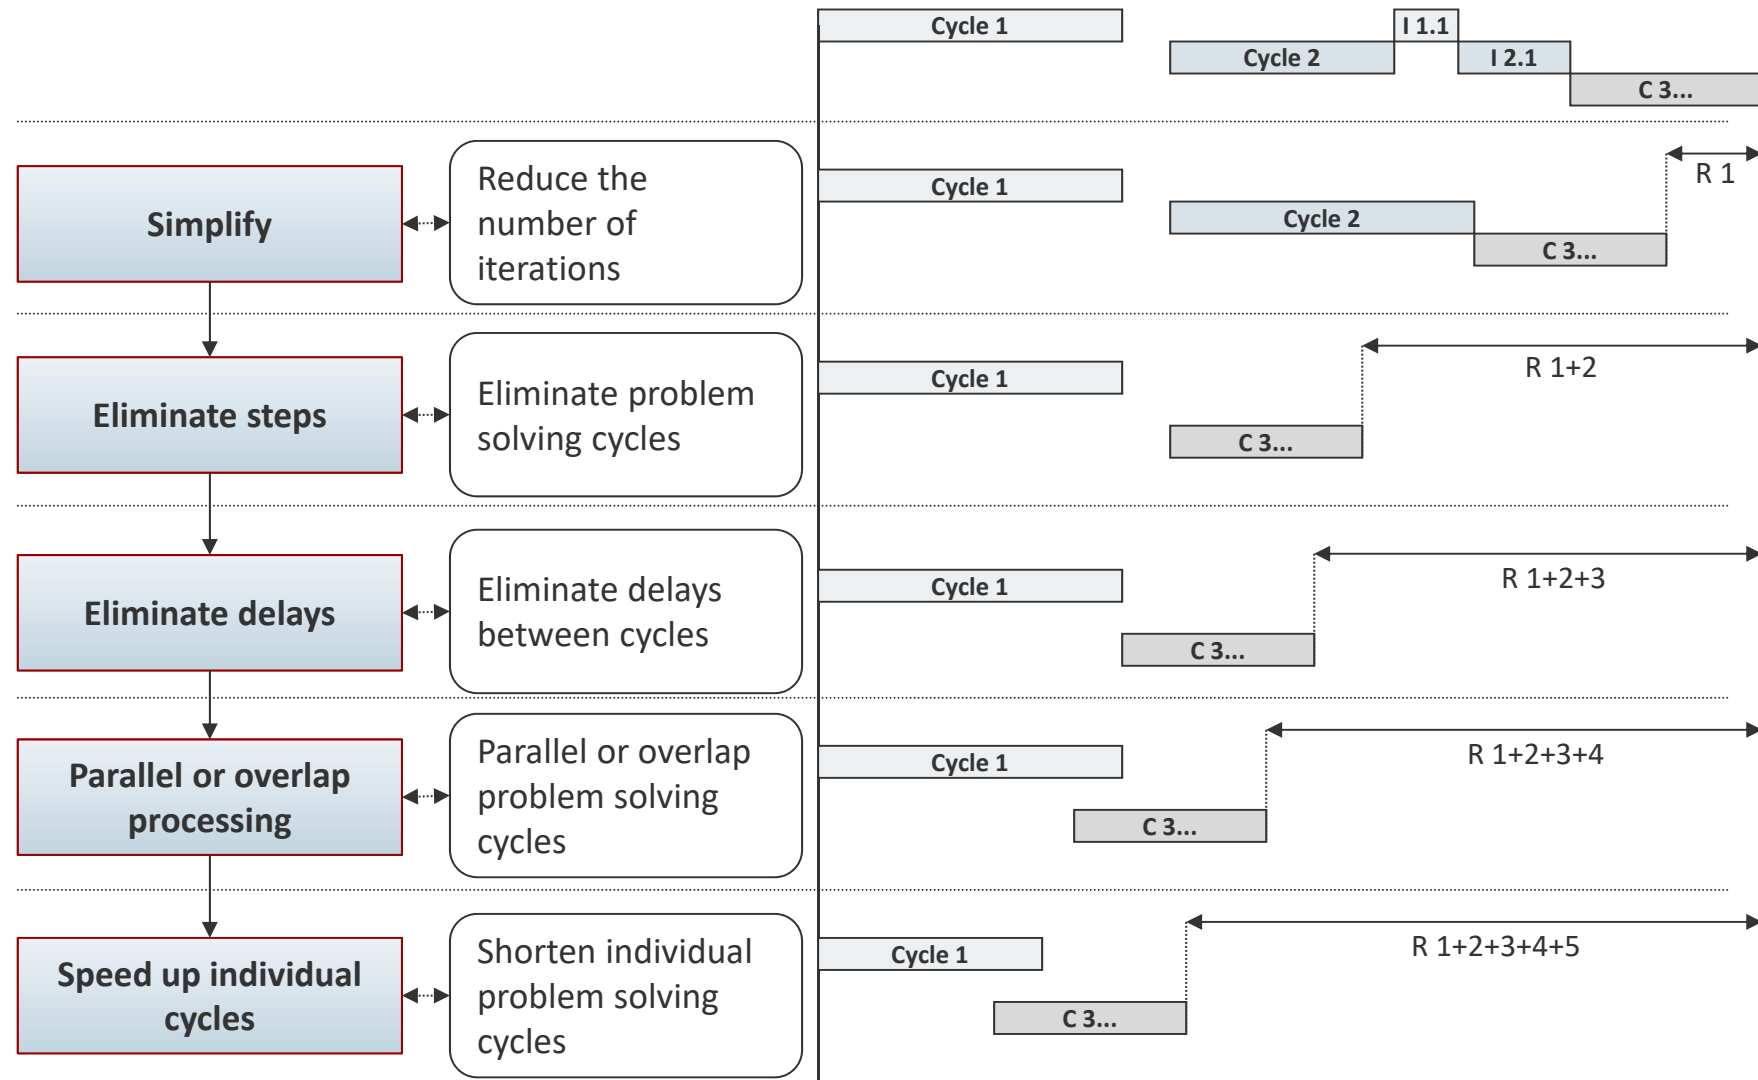 Cycle 1
I 1.1
Cycle 2
I 2.1
C 3...
Simplify
Reduce the
number of
iterations
Cycle 1
Cycle 2
C 3...
R 1
Eliminate steps
Eliminate problem
solving cycles
Cycle 1
C 3...
R 1+2
Eliminate delays
Eliminate delays
between cycles
Cycle 1
C 3...
R 1+2+3
Parallel or overlap
processing
Parallel or overlap
problem solving
cycles
Cycle 1
C 3...
R 1+2+3+4
Speed up individual
cycles
Shorten individual
problem solving
cycles
Cycle 1
C 3...
R 1+2+3+4+5